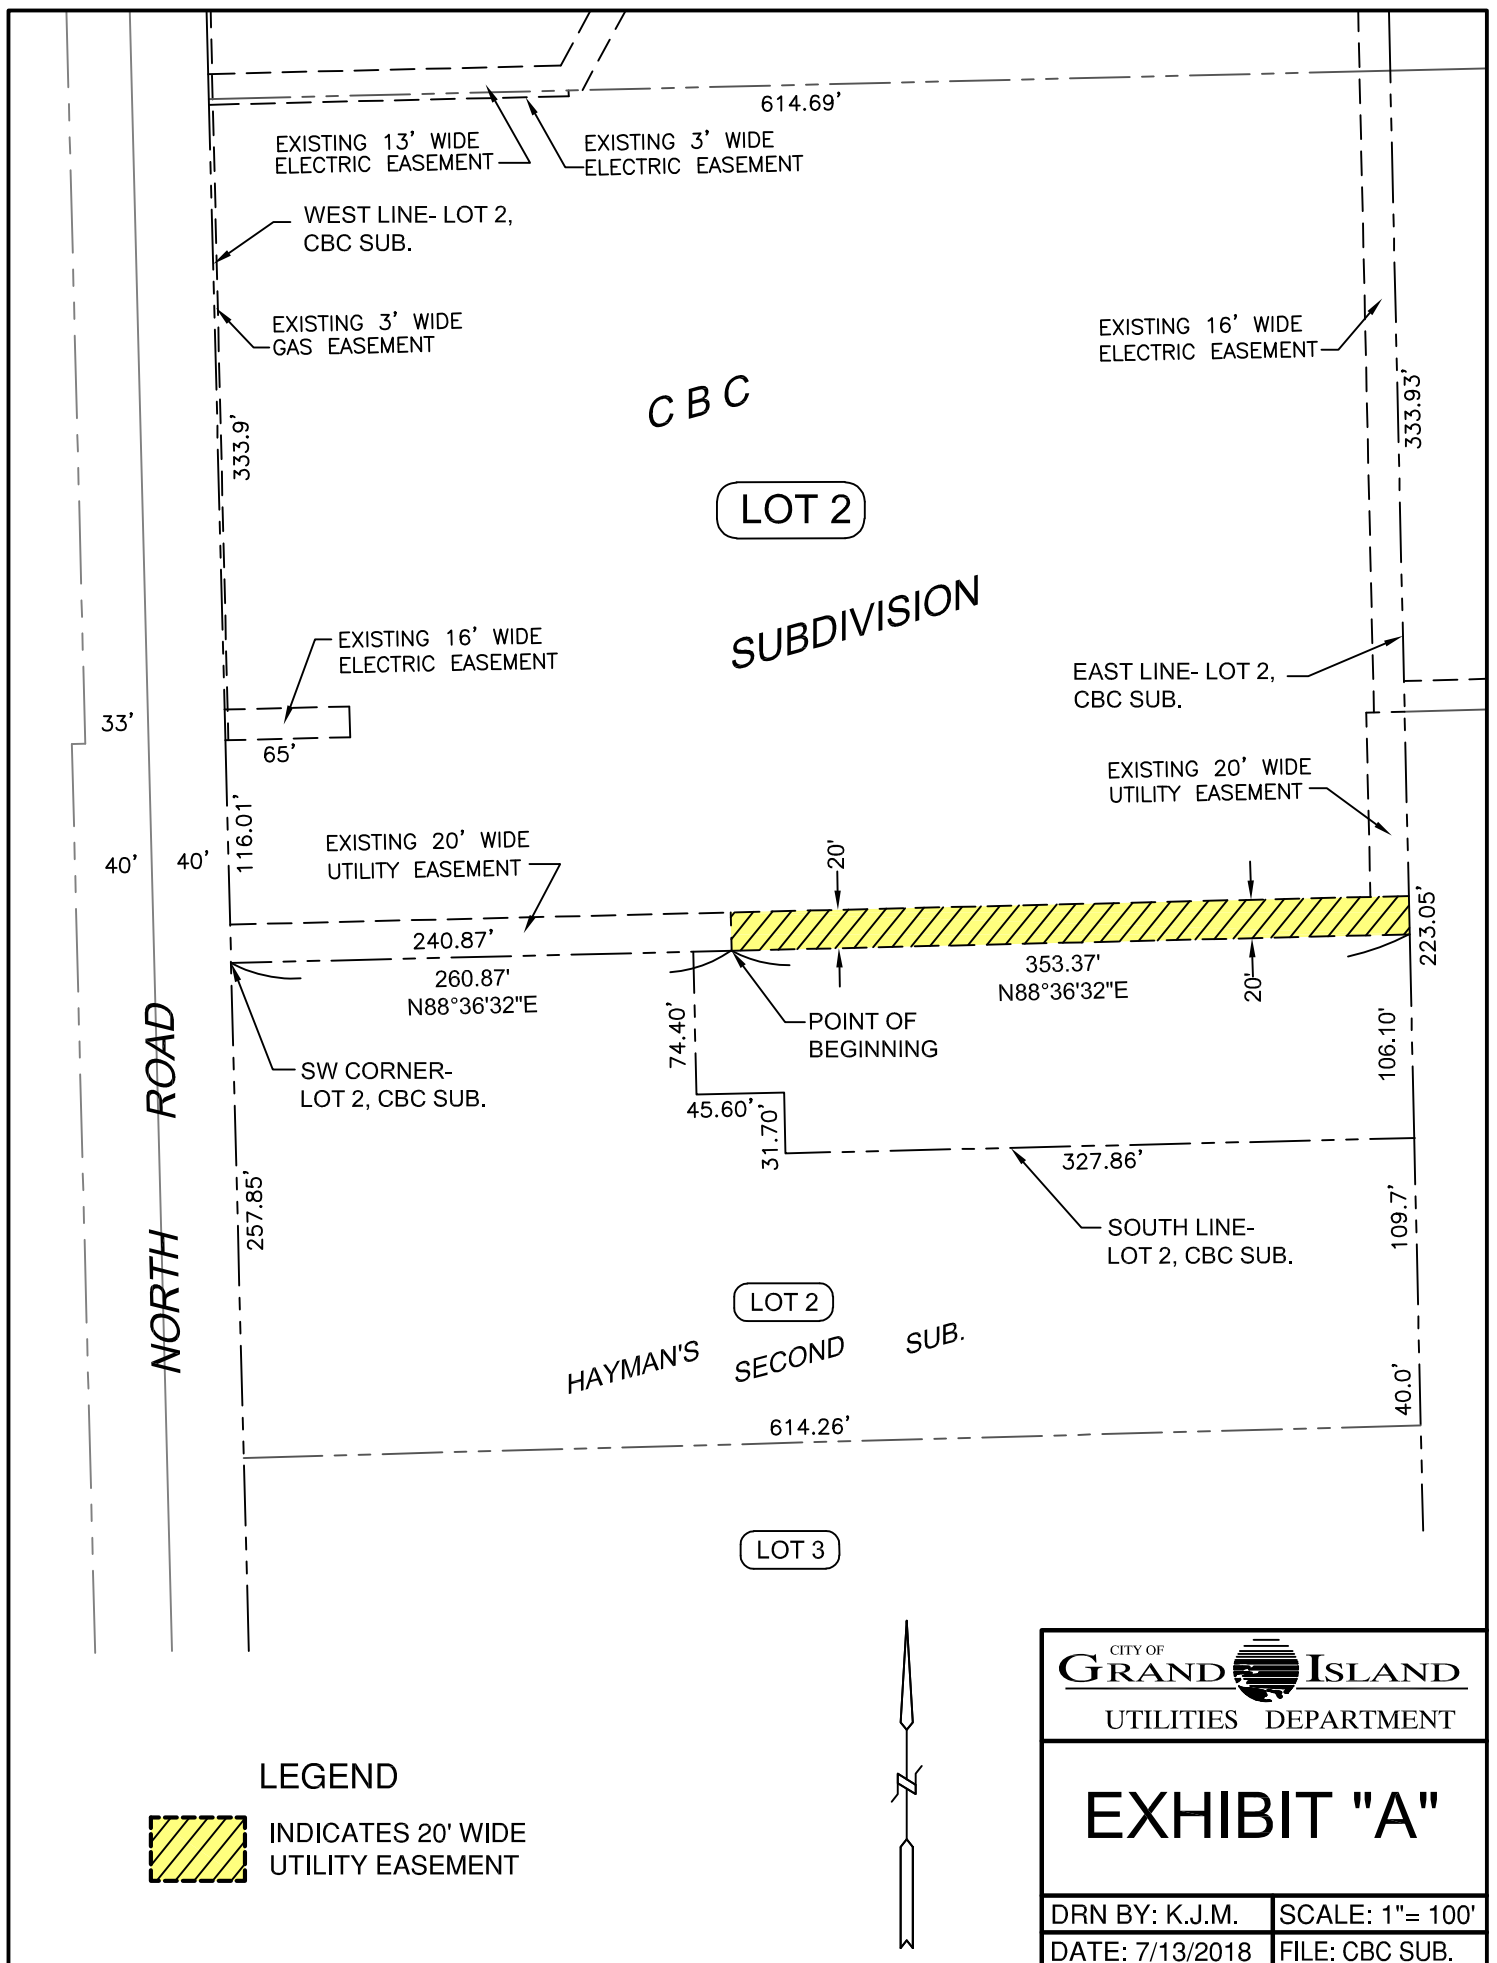 614.69'
EXISTING 13' WIDE
ELECTRIC EASEMENT
EXISTING 3' WIDE
ELECTRIC EASEMENT
WEST LINE- LOT 2,
CBC SUB.
EXISTING 3' WIDE
GAS EASEMENT
EXISTING 16' WIDE
ELECTRIC EASEMENT
333.9'
333.93'
C B C
LOT 2
SUBDIVISION
EXISTING 16' WIDE
ELECTRIC EASEMENT
EAST LINE- LOT 2,
CBC SUB.
33'
65'
EXISTING 20' WIDE
UTILITY EASEMENT
116.01'
EXISTING 20' WIDE
UTILITY EASEMENT
40'
40'
20'
223.05'
240.87'
260.87'
N88°36'32"E
353.37'
N88°36'32"E
20'
74.40'
POINT OF
BEGINNING
106.10'
SW CORNER-
LOT 2, CBC SUB.
NORTH ROAD
45.60'
31.70'
327.86'
257.85'
SOUTH LINE-
LOT 2, CBC SUB.
109.7'
LOT 2
HAYMAN'S SECOND SUB.
40.0'
614.26'
LOT 3
N
CITY OF
GRAND ISLAND
UTILITIES DEPARTMENT
LEGEND
INDICATES 20' WIDE
UTILITY EASEMENT
EXHIBIT "A"
DRN BY: K.J.M.
SCALE: 1"= 100'
DATE: 7/13/2018
FILE: CBC SUB.